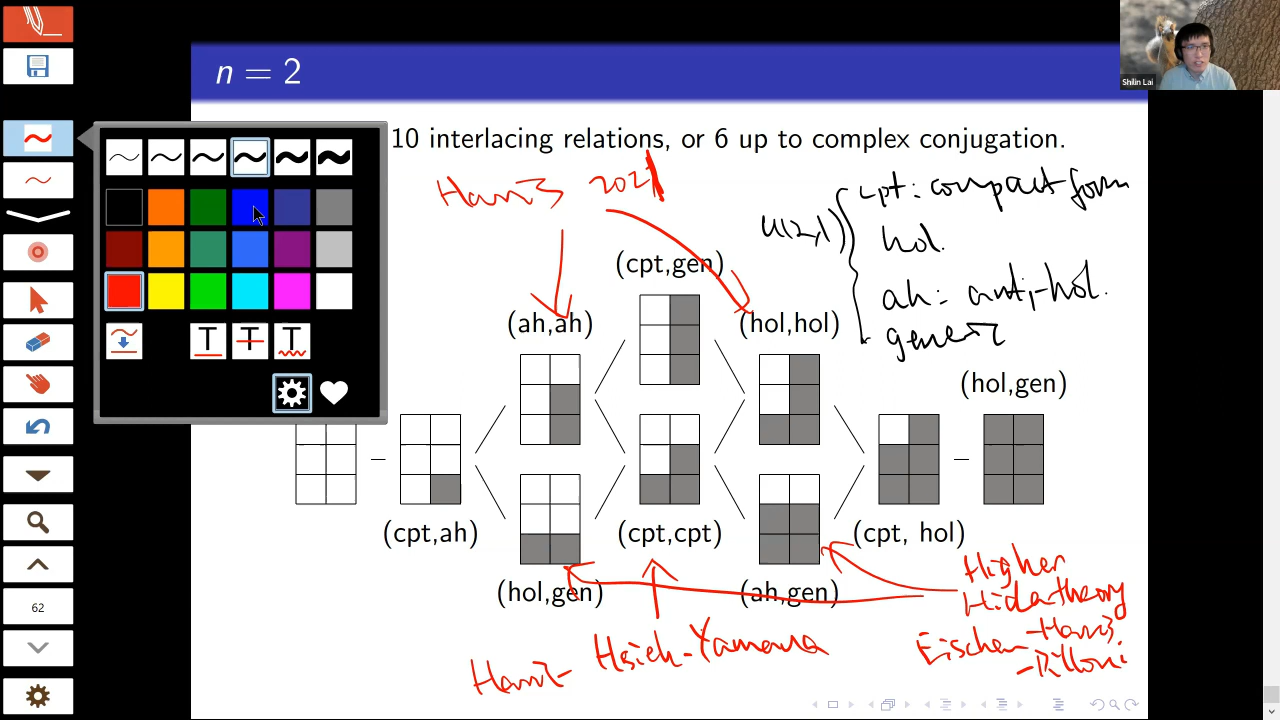 Shilin Lai
n = 2
10 interlacing relations, or 6 up to complex conjugation.
Harris 2021
cpt: compact form
U(2,1)
hol.
ah: anti-hol.
generic
(cpt,gen)
(ah,ah)
(hol,hol)
(hol,gen)
(cpt,ah)
(cpt,cpt)
(cpt, hol)
(hol,gen)
(ah,gen)
Higher
Hida theory
Eischen-Harris
Hsieh-Yamana
Harris-
T T T
62